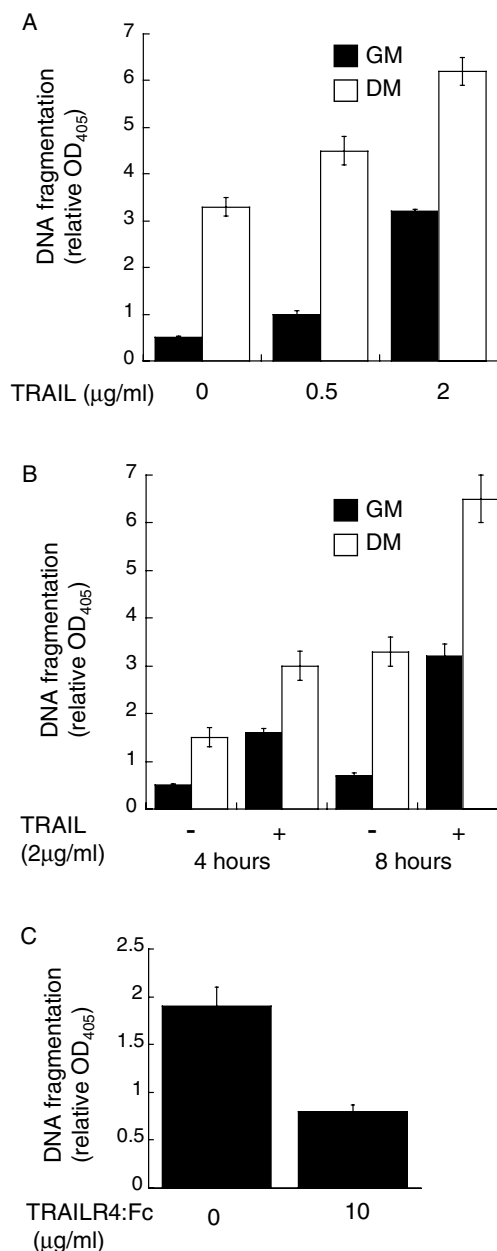 A
DNA fragmentation
(relative OD405)
7
6
5
4
3
2
1
0
GM
DM
TRAIL (µg/ml) 0 0.5 2
B
DNA fragmentation
(relative OD405)
7
6
5
4
3
2
1
0
GM
DM
TRAIL
(2µg/ml)
- + - +
4 hours 8 hours
C
DNA fragmentation
(relative OD405)
2.5
2
1.5
1
0.5
0
TRAILR4:Fc
(µg/ml)
0 10